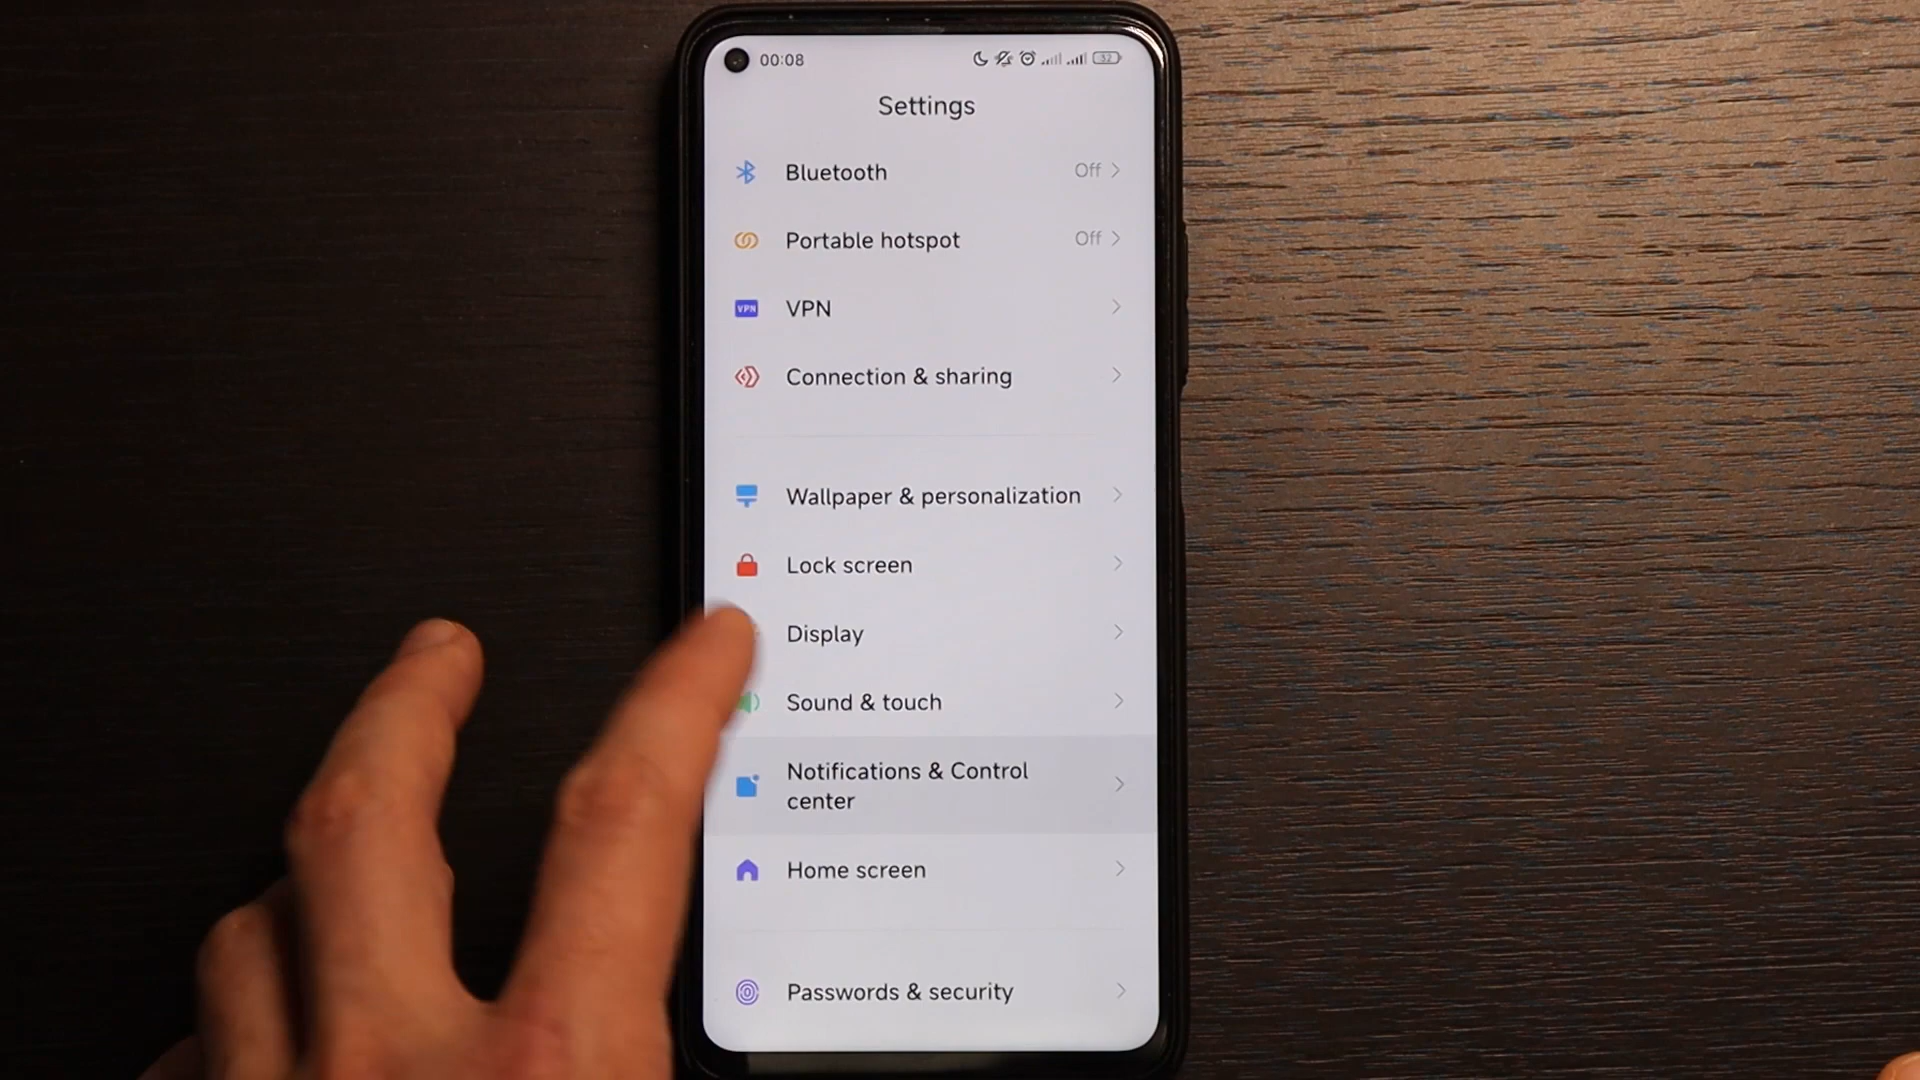 00:08
32
Settings
Bluetooth Off
Portable hotspot Off
VPN VPN
Connection & sharing
Wallpaper & personalization
Lock screen
Display
Sound & touch
Notifications & Control
center
Home screen
Passwords & security